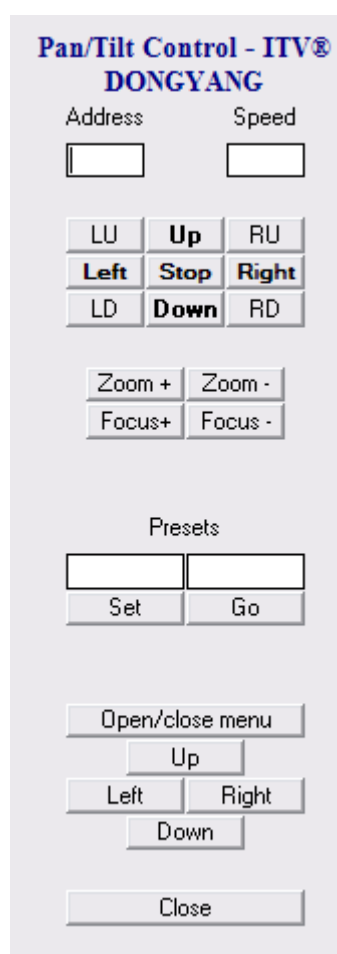 Pan/Tilt Control - ITV®
DONGYANG
Address Speed
LU Up RU
Left Stop Right
LD Down RD
Zoom + Zoom -
Focus+ Focus -
Presets
Set Go
Open/close menu
Up
Left Right
Down
Close